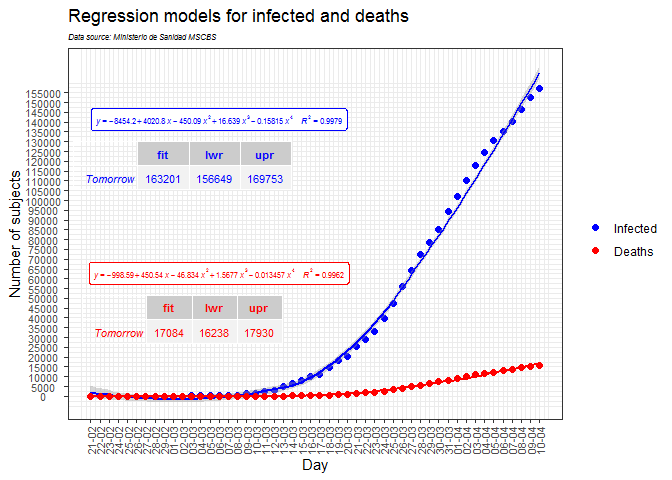 Regression models for infected and deaths
Data source: Ministerio de Sanidad MSCBS
Number of subjects
155000
150000
145000
140000
135000
130000
125000
120000
115000
110000
105000
100000
95000
90000
85000
80000
75000
70000
65000
60000
55000
50000
45000
40000
35000
30000
25000
20000
15000
10000
5000
0
y = −8454.2 + 4020.8 x − 450.09 x² + 16.639 x³ − 0.15815 x⁴ R² = 0.9979
fit lwr upr
Tomorrow 163201 156649 169753
y = −998.59 + 450.54 x − 46.834 x² + 1.5677 x³ − 0.013457 x⁴ R² = 0.9962
fit lwr upr
Tomorrow 17084 16238 17930
Infected
Deaths
21-02 22-02 23-02 24-02 25-02 26-02 27-02 28-02 29-02 01-03 02-03 03-03 04-03 05-03 06-03 07-03 08-03 09-03 10-03 11-03 12-03 13-03 14-03 15-03 16-03 17-03 18-03 19-03 20-03 21-03 22-03 23-03 24-03 25-03 26-03 27-03 28-03 29-03 30-03 31-03 01-04 02-04 03-04 04-04 05-04 06-04 07-04 08-04 09-04 10-04
Day